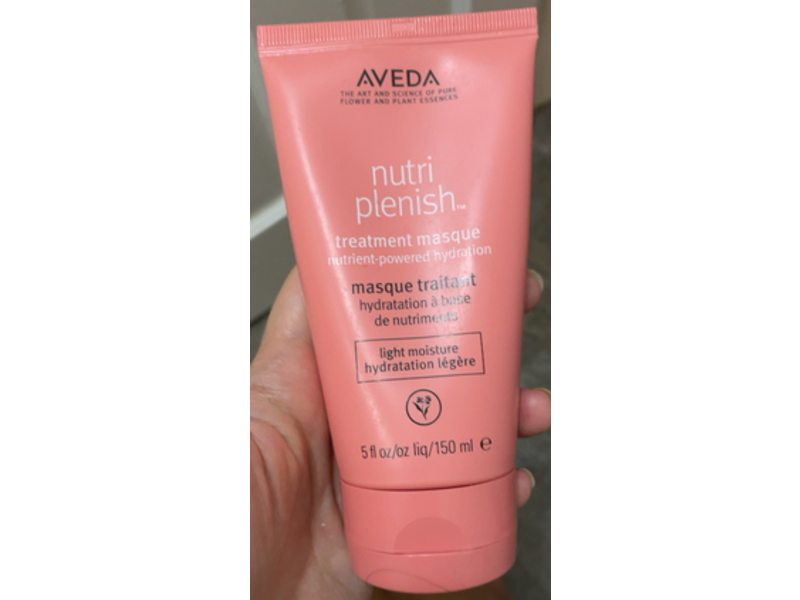 AVEDA
THE ART AND SCIENCE OF PURE
FLOWER AND PLANT ESSENCES
nutri
plenish™
treatment masque
nutrient-powered hydration
masque traitant
hydratation à base
de nutriments
light moisture
hydratation légère
5 fl oz/oz liq/150 ml ℮